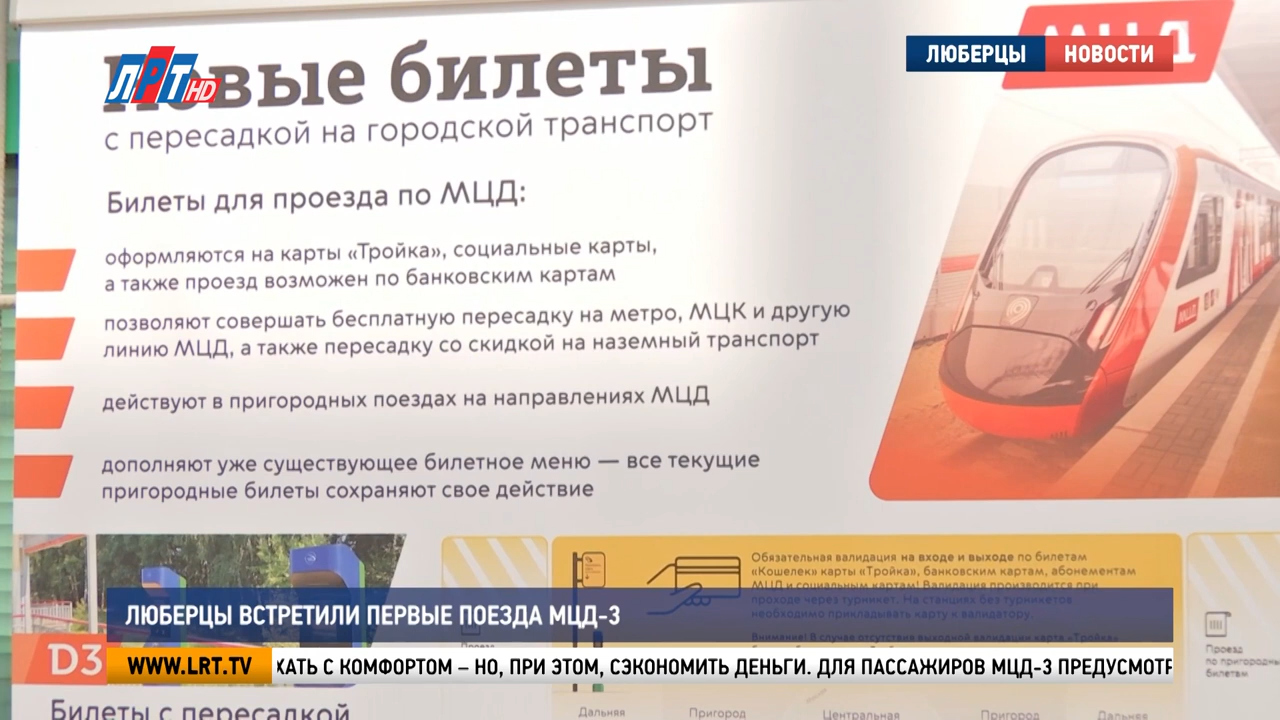 ЛРТ HD
ЛЮБЕРЦЫ НОВОСТИ
МЦД
Новые билеты
с пересадкой на городской транспорт
Билеты для проезда по МЦД:
оформляются на карты «Тройка», социальные карты,
а также проезд возможен по банковским картам
позволяют совершать бесплатную пересадку на метро, МЦК и другую
линию МЦД, а также пересадку со скидкой на наземный транспорт
действуют в пригородных поездах на направлениях МЦД
дополняют уже существующее билетное меню — все текущие
пригородные билеты сохраняют свое действие
МЦД
Обязательная валидация на входе и выходе по билетам
«Кошелек» карты «Тройка», банковским картам, абонементам
МЦД и социальным картам! Валидация производится при
проходе через турникет. На станциях без турникетов
необходимо прикладывать карту к валидатору.
Внимание! В случае отсутствия выходной валидации карта «Тройка»
ЛЮБЕРЦЫ ВСТРЕТИЛИ ПЕРВЫЕ ПОЕЗДА МЦД-3
Проезд
по пригородным
билетам
D3
WWW.LRT.TV
ХАТЬ С КОМФОРТОМ – НО, ПРИ ЭТОМ, СЭКОНОМИТЬ ДЕНЬГИ. ДЛЯ ПАССАЖИРОВ МЦД-3 ПРЕДУСМОТР
Билеты с пересадкой
Дальняя Пригород Центральная Пригород Дальняя